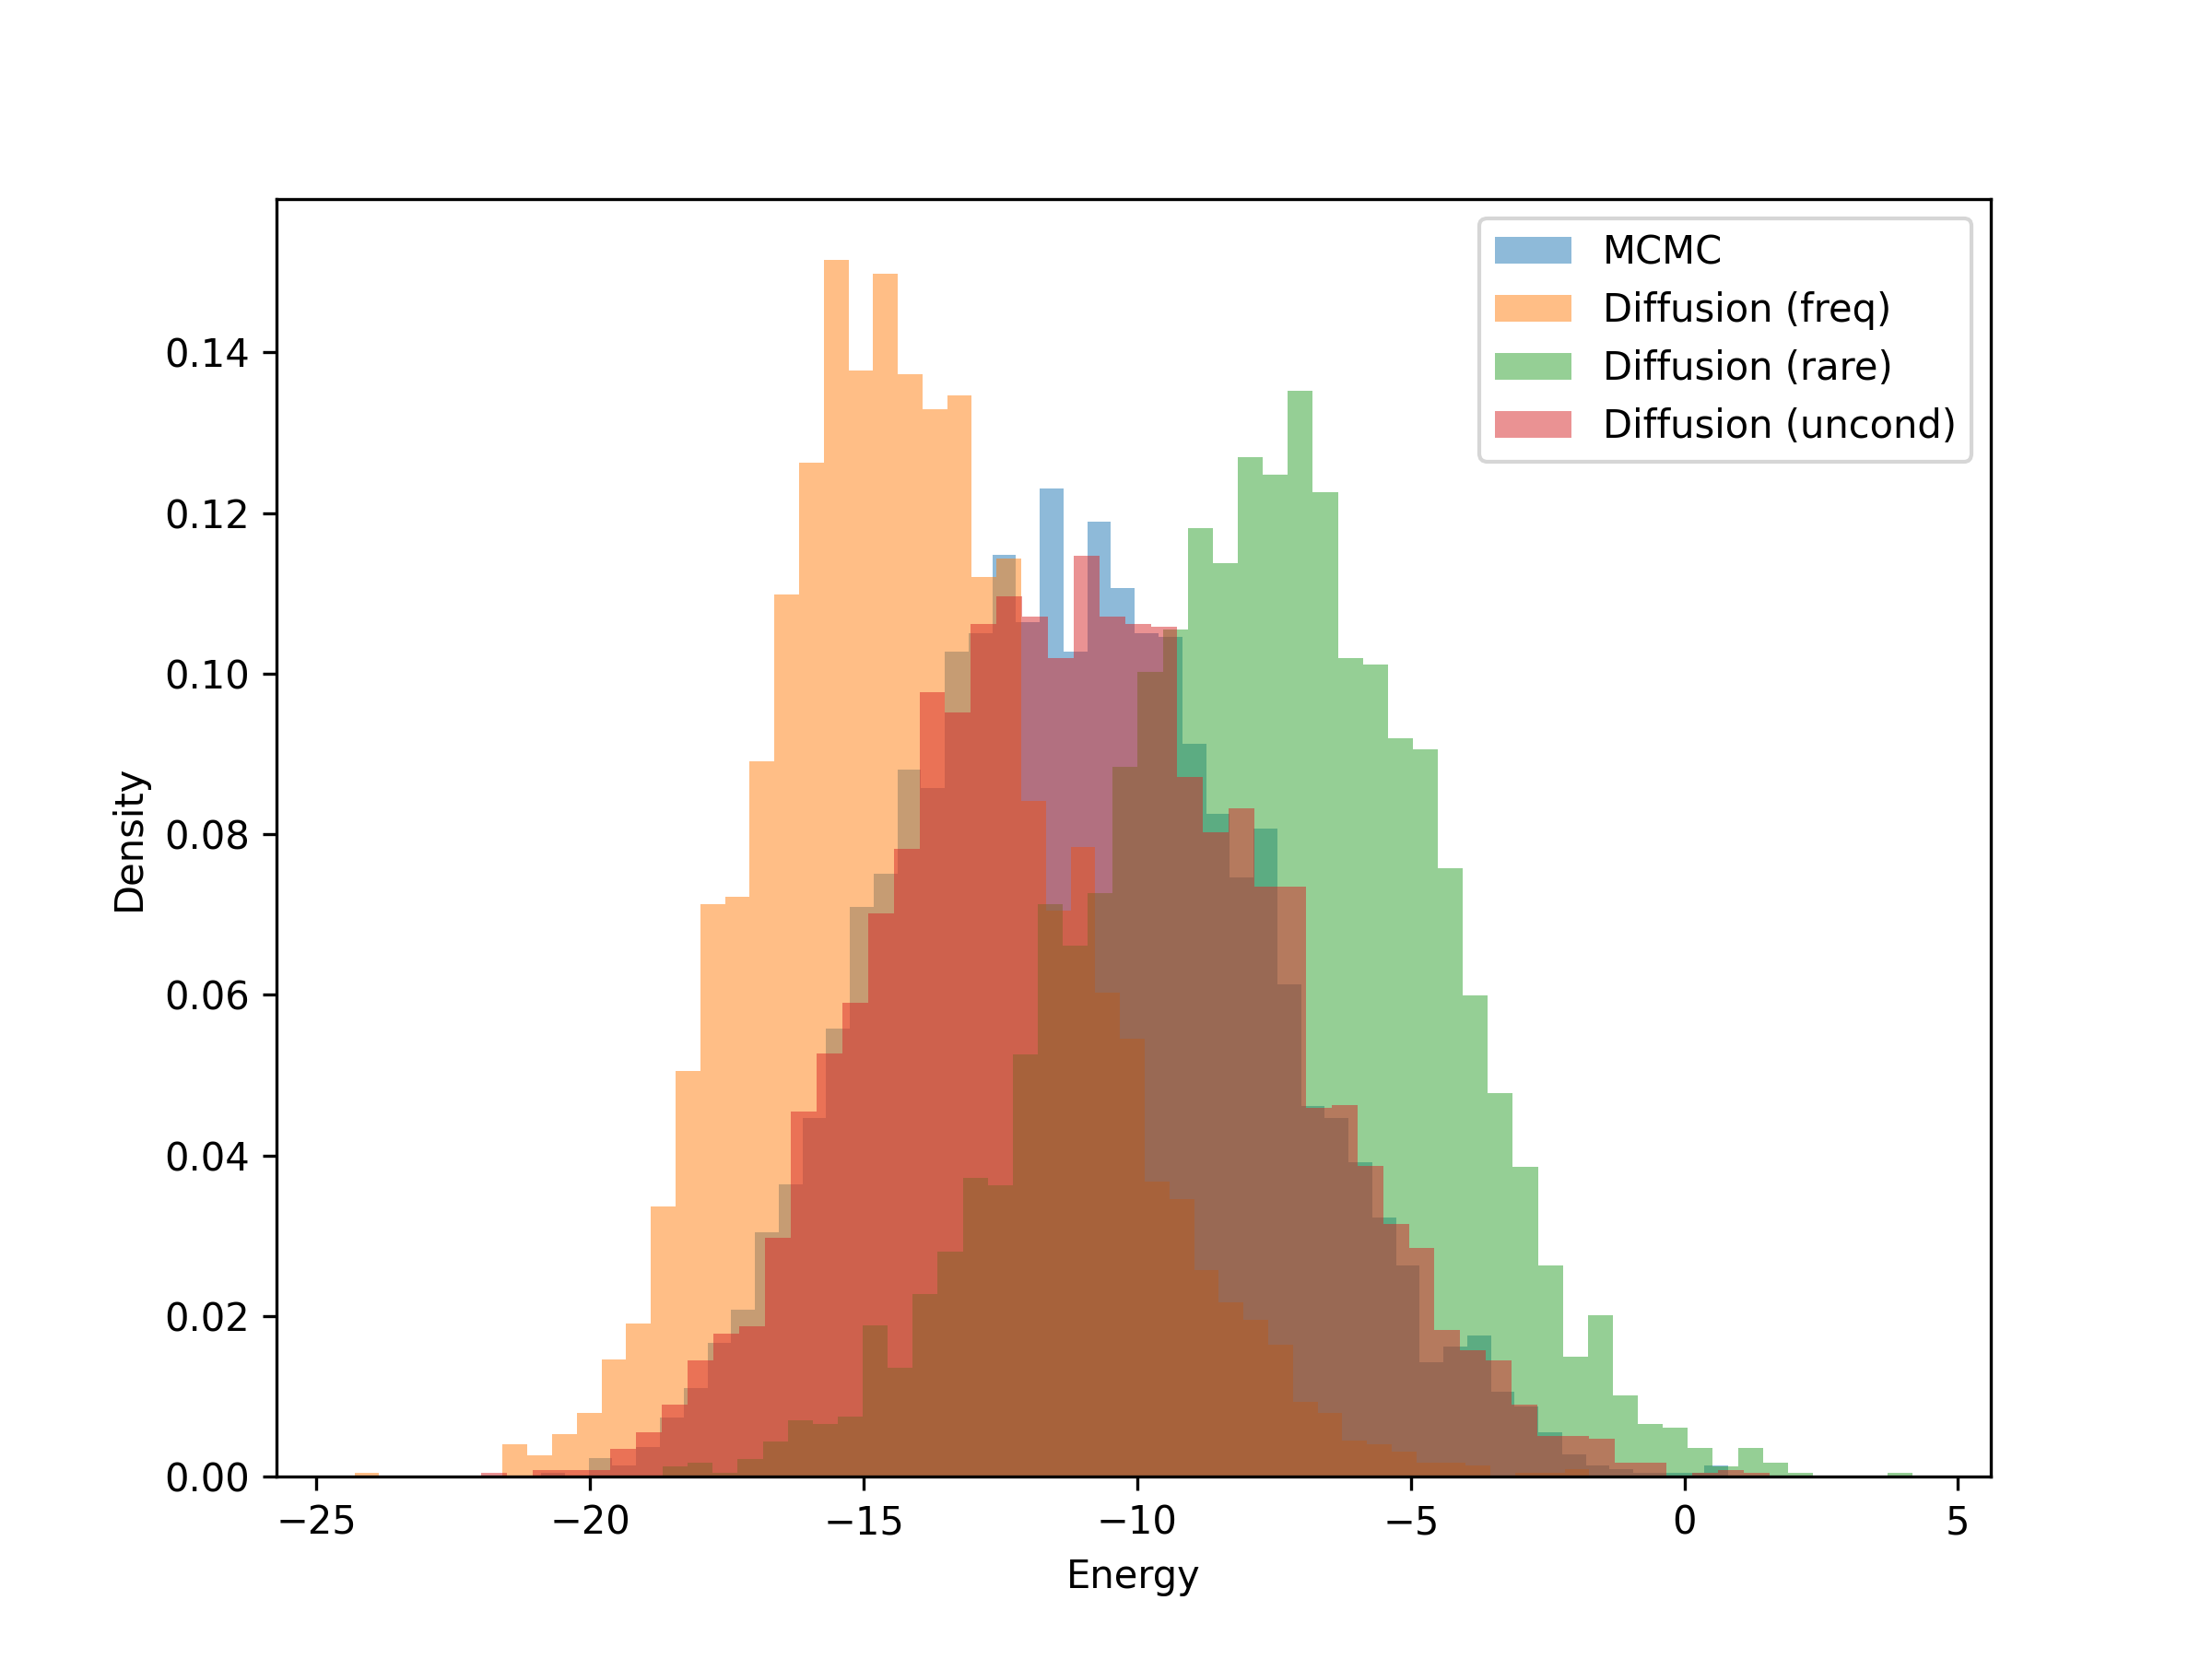 MCMC
Diffusion (freq)
Diffusion (rare)
Diffusion (uncond)
0.14
0.12
0.10
0.08
0.06
0.04
0.02
0.00
Density
−25 −20 −15 −10 −5 0 5
Energy